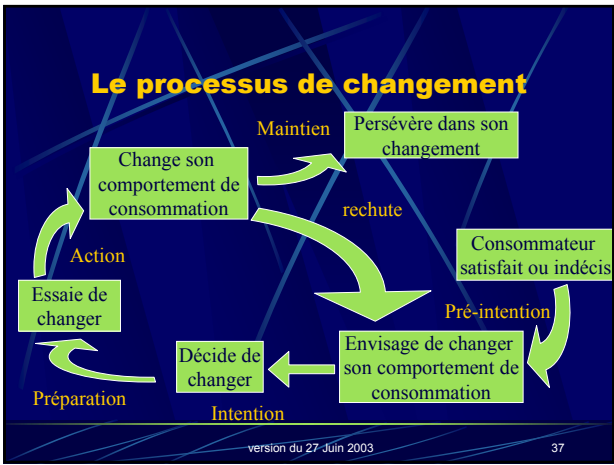 Le processus de changement
Maintien
Persévère dans son
changement
Change son
comportement de
consommation
rechute
Consommateur
satisfait ou indécis
Action
Essaie de
changer
Pré-intention
Envisage de changer
son comportement de
consommation
Décide de
changer
Préparation
Intention
version du 27 Juin 2003
37